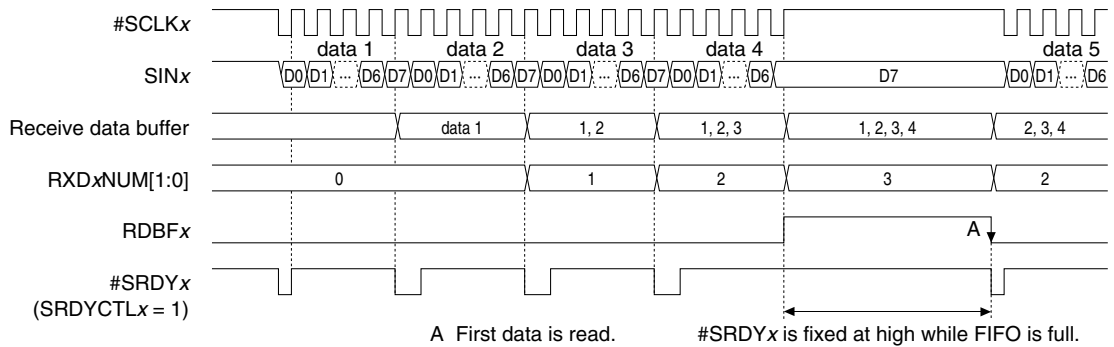 #SCLKx
data 1 data 2 data 3 data 4 data 5
SINx D0 D1 ... D6 D7 D0 D1 ... D6 D7 D0 D1 ... D6 D7 D0 D1 ... D6 D7 D0 D1 ... D6
Receive data buffer data 1 1, 2 1, 2, 3 1, 2, 3, 4 2, 3, 4
RXDxNUM[1:0] 0 1 2 3 2
RDBFx A
#SRDYx
(SRDYCTLx = 1)
A First data is read. #SRDYx is fixed at high while FIFO is full.